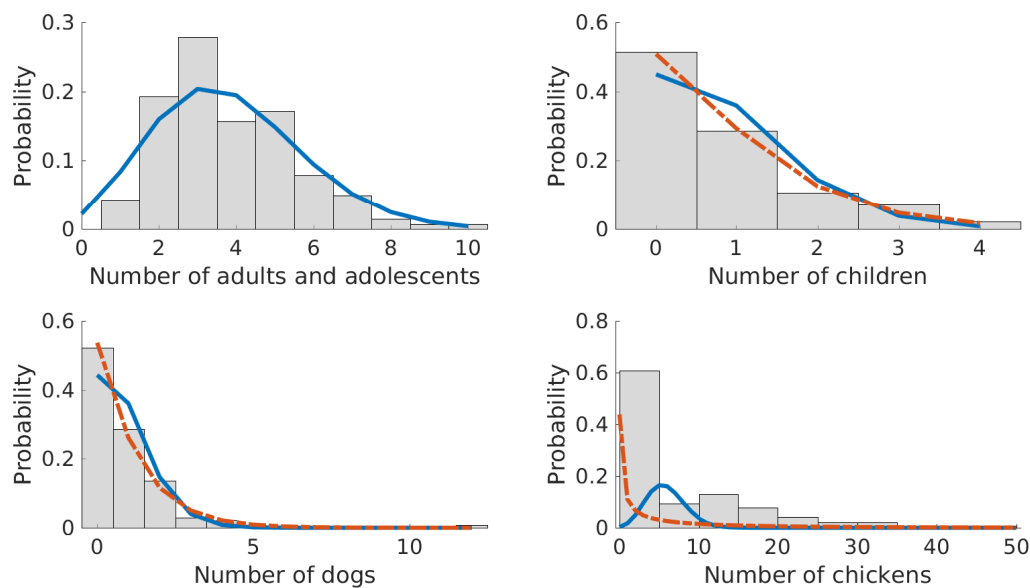 0.3
0.2
0.1
0
Probability
0 2 4 6 8 10
Number of adults and adolescents
0.6
0.4
0.2
0
Probability
0 1 2 3 4
Number of children
0.6
0.4
0.2
0
Probability
0 5 10
Number of dogs
0.8
0.6
0.4
0.2
0
Probability
0 10 20 30 40 50
Number of chickens